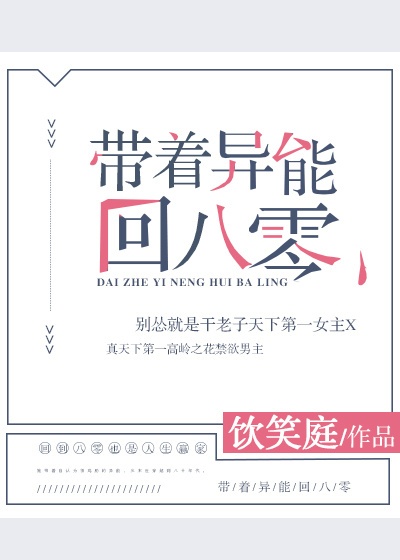 带着异能
回八零
DAI ZHE YI NENG HUI BA LING
别怂就是干老子天下第一女主X
真天下第一高岭之花禁欲男主
饮笑庭/作品
回到八零也是人生赢家
//////////////////////
带/着/异/能/回/八/零